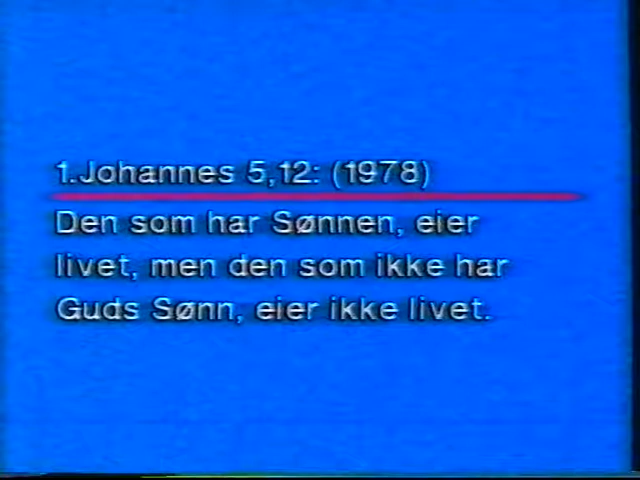 1.Johannes 5,12: (1978)
Den som har Sønnen, eier
livet, men den som ikke har
Guds Sønn, eier ikke livet.